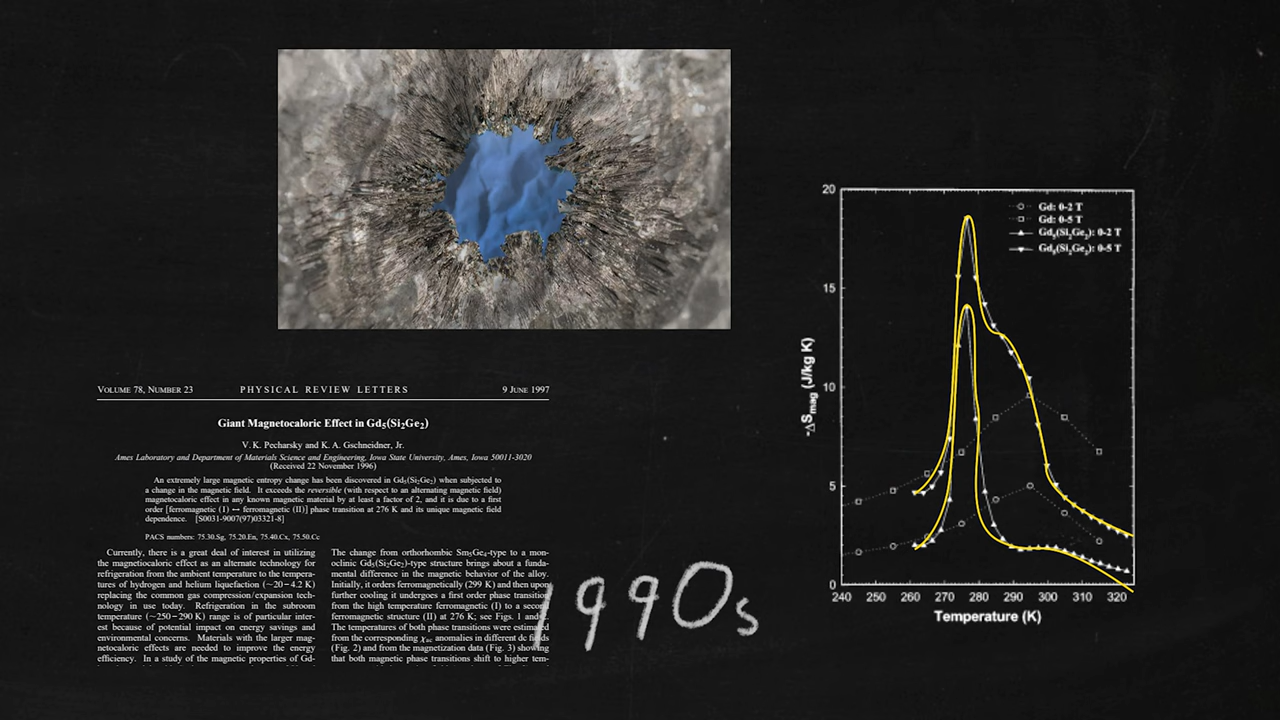 VOLUME 78, NUMBER 23 PHYSICAL REVIEW LETTERS 9 JUNE 1997
Giant Magnetocaloric Effect in Gd5(Si2Ge2)
V. K. Pecharsky and K. A. Gschneidner, Jr.
Ames Laboratory and Department of Materials Science and Engineering, Iowa State University, Ames, Iowa 50011-3020
(Received 22 November 1996)
An extremely large magnetic entropy change has been discovered in Gd5(Si2Ge2) when subjected to
a change in the magnetic field. It exceeds the reversible (with respect to an alternating magnetic field)
magnetocaloric effect in any known magnetic material by at least a factor of 2, and it is due to a first
order [ferromagnetic (I) ↔ ferromagnetic (II)] phase transition at 276 K and its unique magnetic field
dependence. [S0031-9007(97)03321-8]
PACS numbers: 75.30.Sg, 75.20.En, 75.40.Cx, 75.50.Cc
Currently, there is a great deal of interest in utilizing
the magnetocaloric effect as an alternate technology for
refrigeration from the ambient temperature to the tempera-
tures of hydrogen and helium liquefaction (~20−4.2 K)
replacing the common gas compression/expansion tech-
nology in use today. Refrigeration in the subroom
temperature (~250−290 K) range is of particular inter-
est because of potential impact on energy savings and
environmental concerns. Materials with the larger mag-
netocaloric effects are needed to improve the energy
efficiency. In a study of the magnetic properties of Gd-
The change from orthorhombic Sm5Ge4-type to a mon-
oclinic Gd5(Si2Ge2)-type structure brings about a funda-
mental difference in the magnetic behavior of the alloy.
Initially, it orders ferromagnetically (299 K) and then upon
further cooling it undergoes a first order phase transition
from the high temperature ferromagnetic (I) to a second
ferromagnetic structure (II) at 276 K; see Figs. 1 and 2.
The temperatures of both phase transitions were estimated
from the corresponding χac anomalies in different dc fields
(Fig. 2) and from the magnetization data (Fig. 3) showing
that both magnetic phase transitions shift to higher tem-
1990s
20
15
10
5
0
-ΔSmag (J/kg K)
Gd: 0-2 T
Gd: 0-5 T
Gd5(Si2Ge2): 0-2 T
Gd5(Si2Ge2): 0-5 T
240 250 260 270 280 290 300 310 320
Temperature (K)